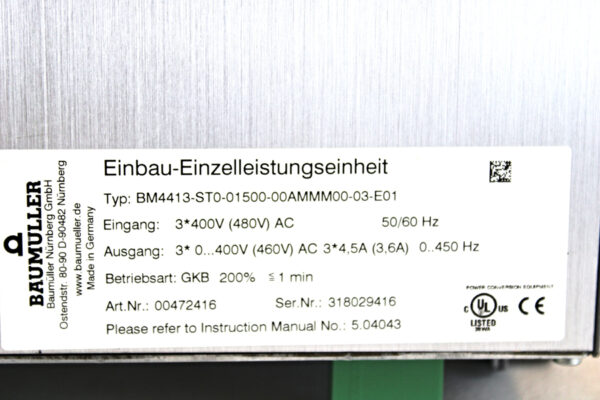 Einbau-Einzelleistungseinheit
Typ: BM4413-ST0-01500-00AMMM00-03-E01
Eingang: 3*400V (480V) AC 50/60 Hz
Ausgang: 3* 0...400V (460V) AC 3*4,5A (3,6A) 0..450 Hz
Betriebsart: GKB 200% ≦ 1 min
Art.Nr.: 00472416 Ser.Nr.: 318029416
Please refer to Instruction Manual No.: 5.04043
BAUMÜLLER
Baumüller Nürnberg GmbH
Ostendstr. 80-90 D-90482 Nürnberg
www.baumueller.de
Made in Germany
POWER CONVERSION EQUIPMENT
C UL US CE
LISTED